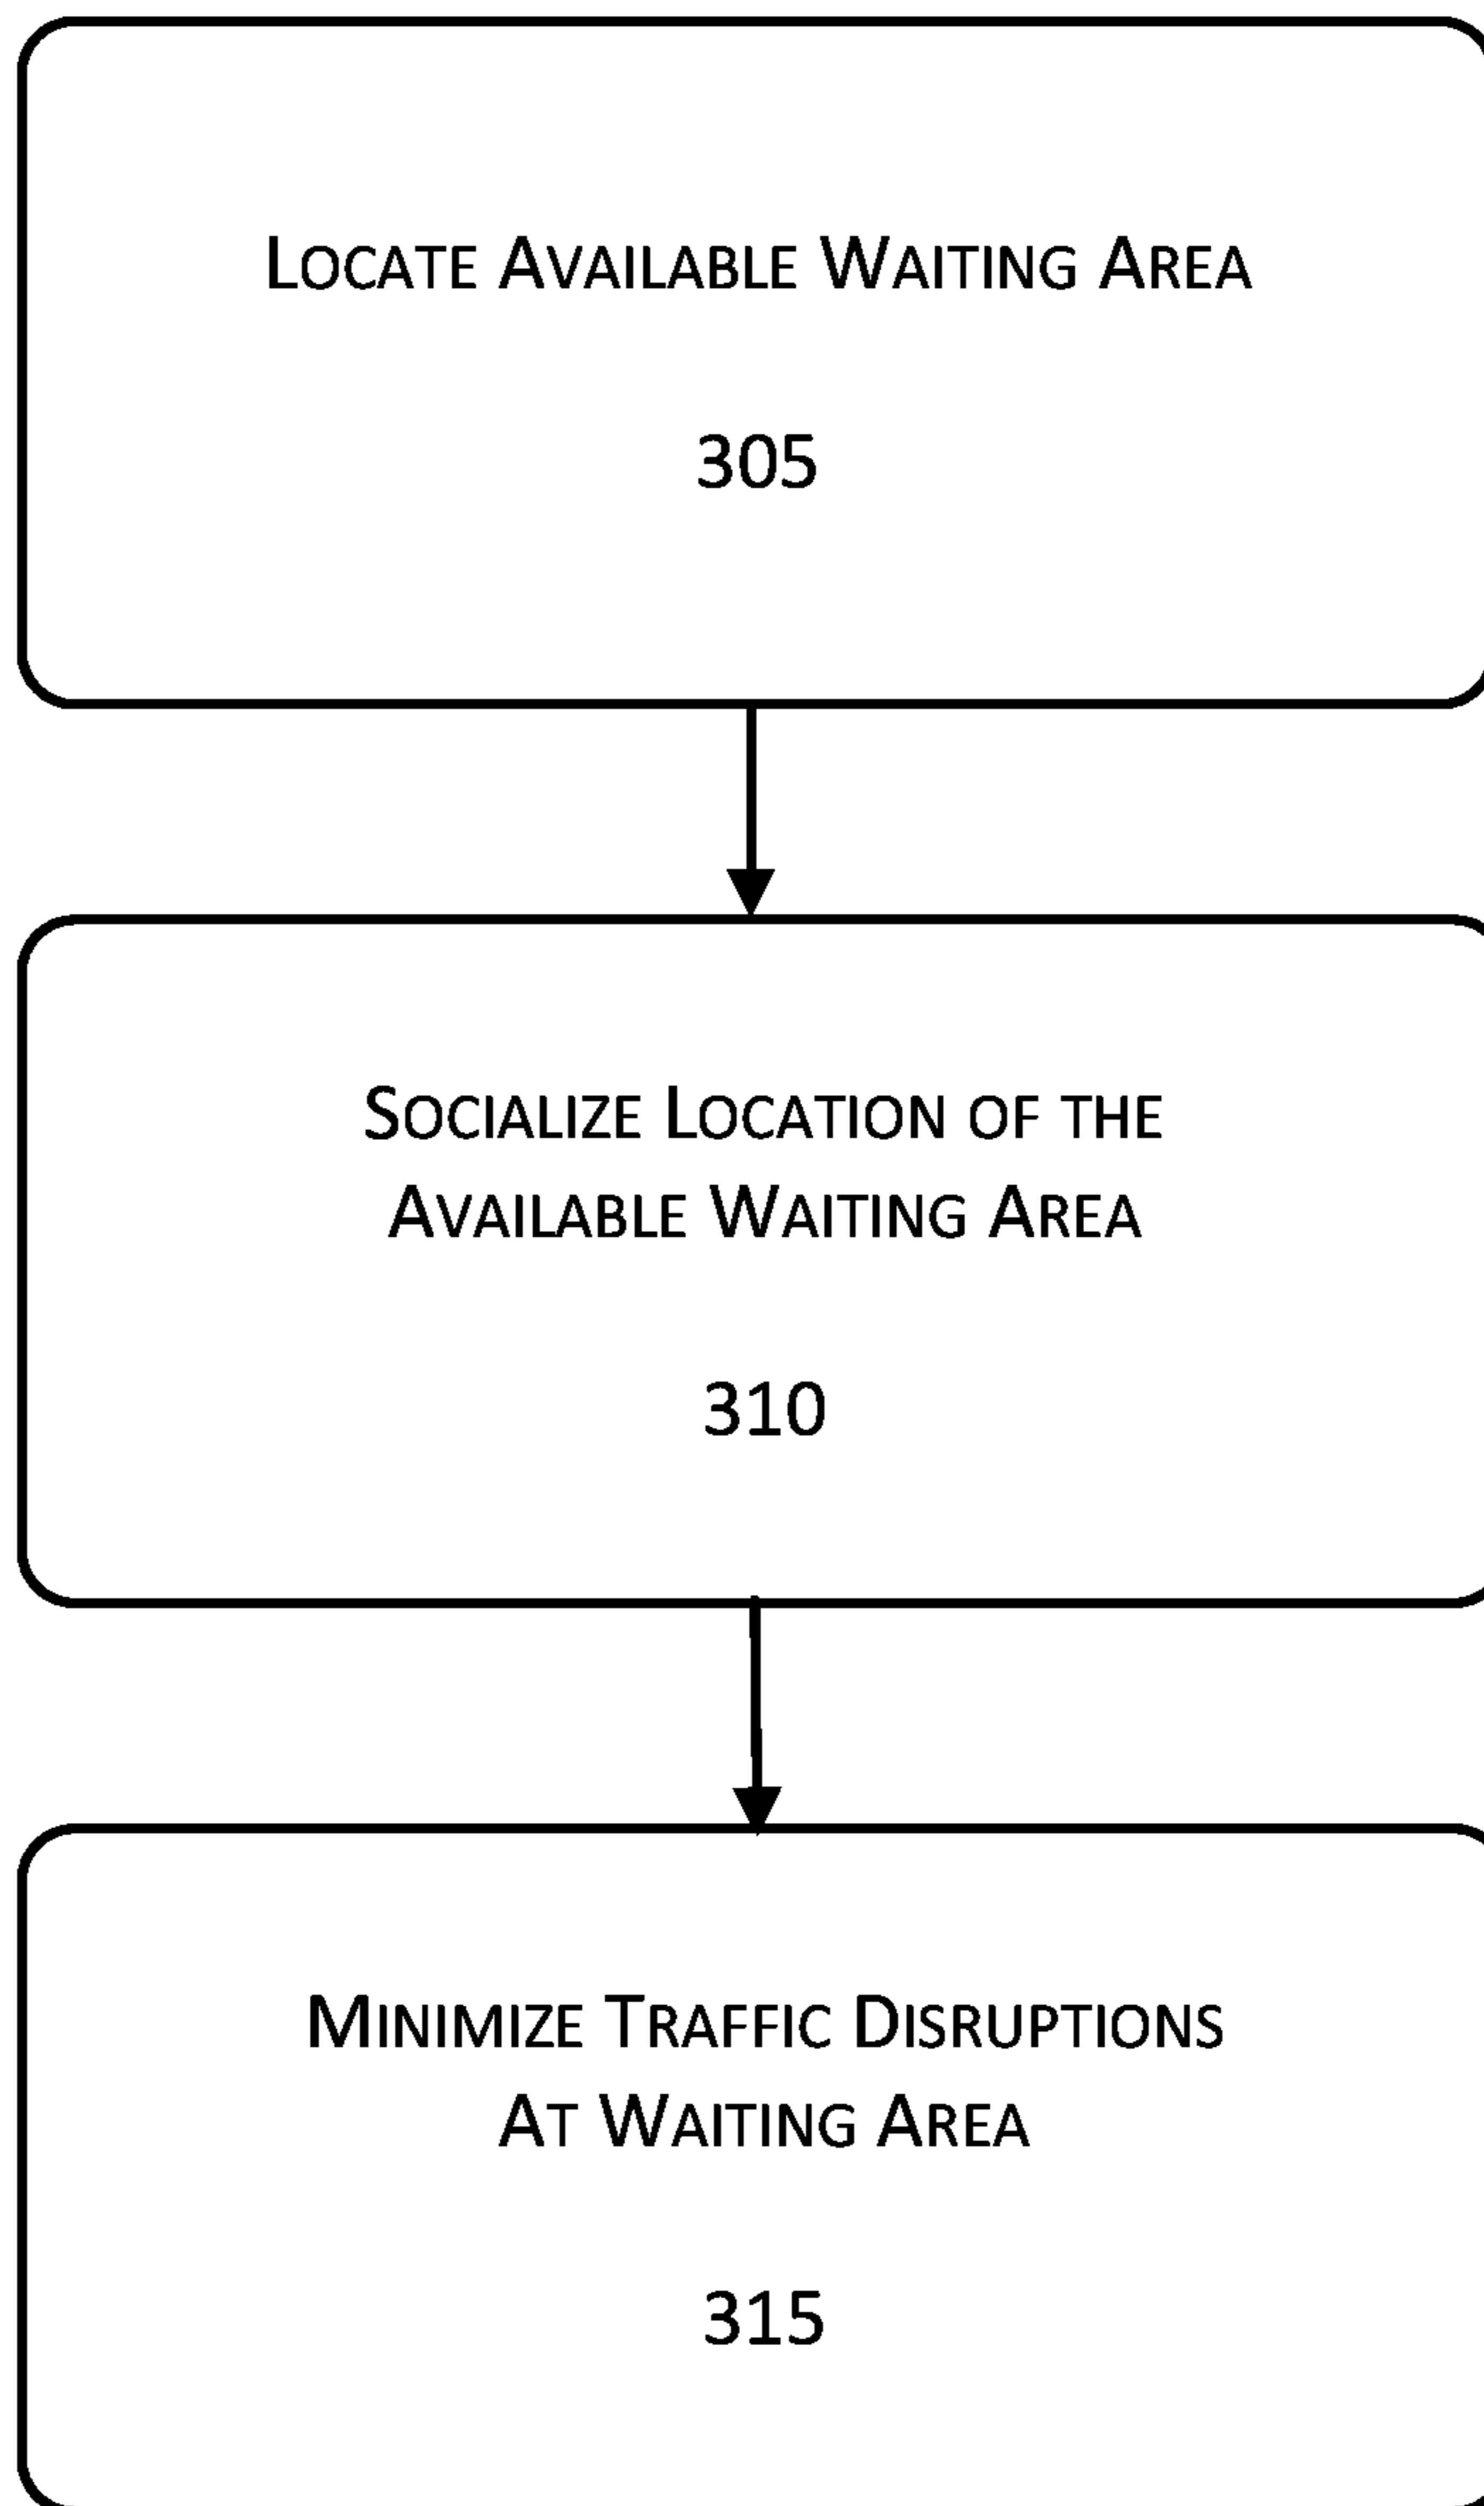 Locate Available Waiting Area
305
Socialize Location of the
Available Waiting Area
310
Minimize Traffic Disruptions
At Waiting Area
315